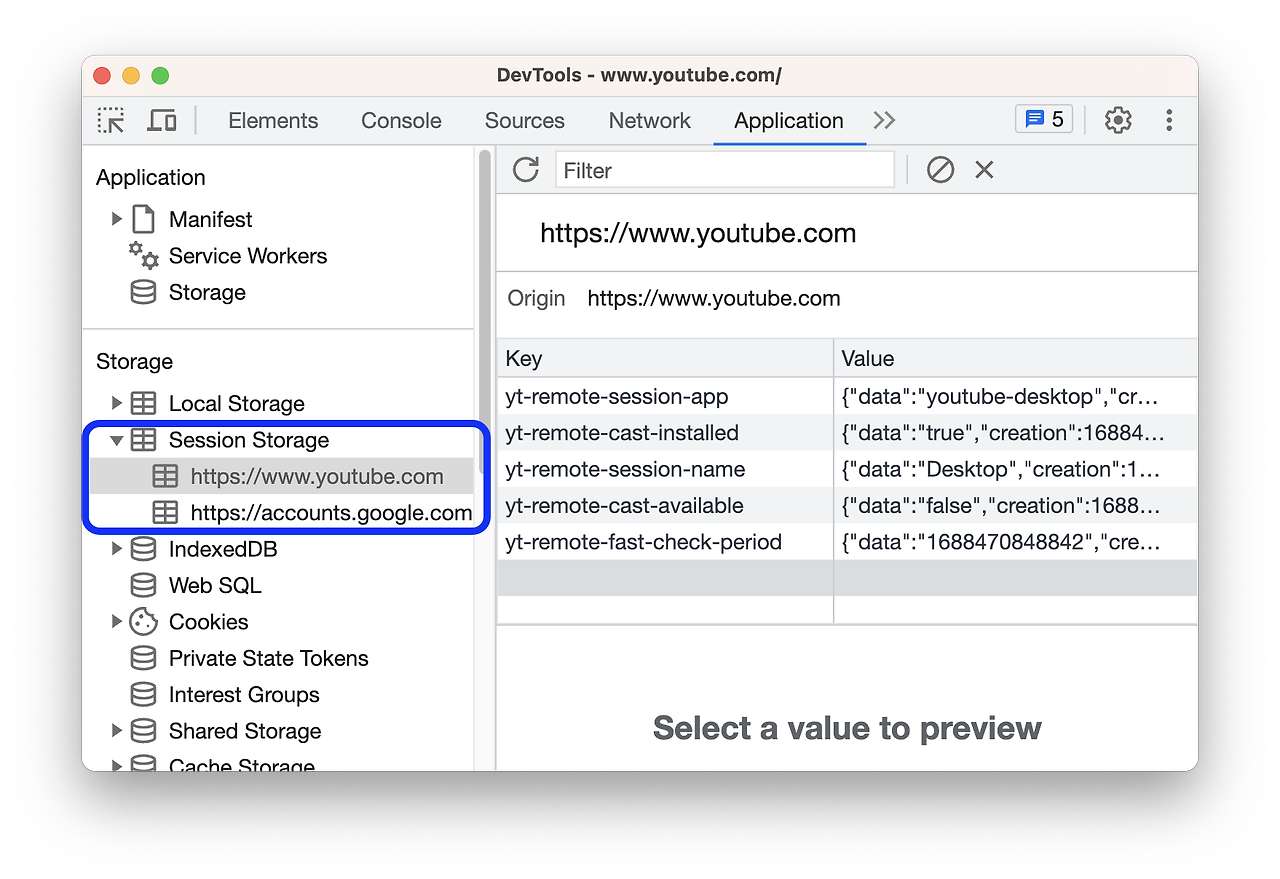 DevTools - www.youtube.com/
Elements Console Sources Network Application 5
Application
Manifest
Service Workers
Storage
Storage
Local Storage
Session Storage
https://www.youtube.com
https://accounts.google.com
IndexedDB
Web SQL
Cookies
Private State Tokens
Interest Groups
Shared Storage
Cache Storage
Filter
https://www.youtube.com
Origin https://www.youtube.com
Key Value
yt-remote-session-app {"data":"youtube-desktop","cr…
yt-remote-cast-installed {"data":"true","creation":16884…
yt-remote-session-name {"data":"Desktop","creation":1…
yt-remote-cast-available {"data":"false","creation":1688…
yt-remote-fast-check-period {"data":"1688470848842","cre…
Select a value to preview